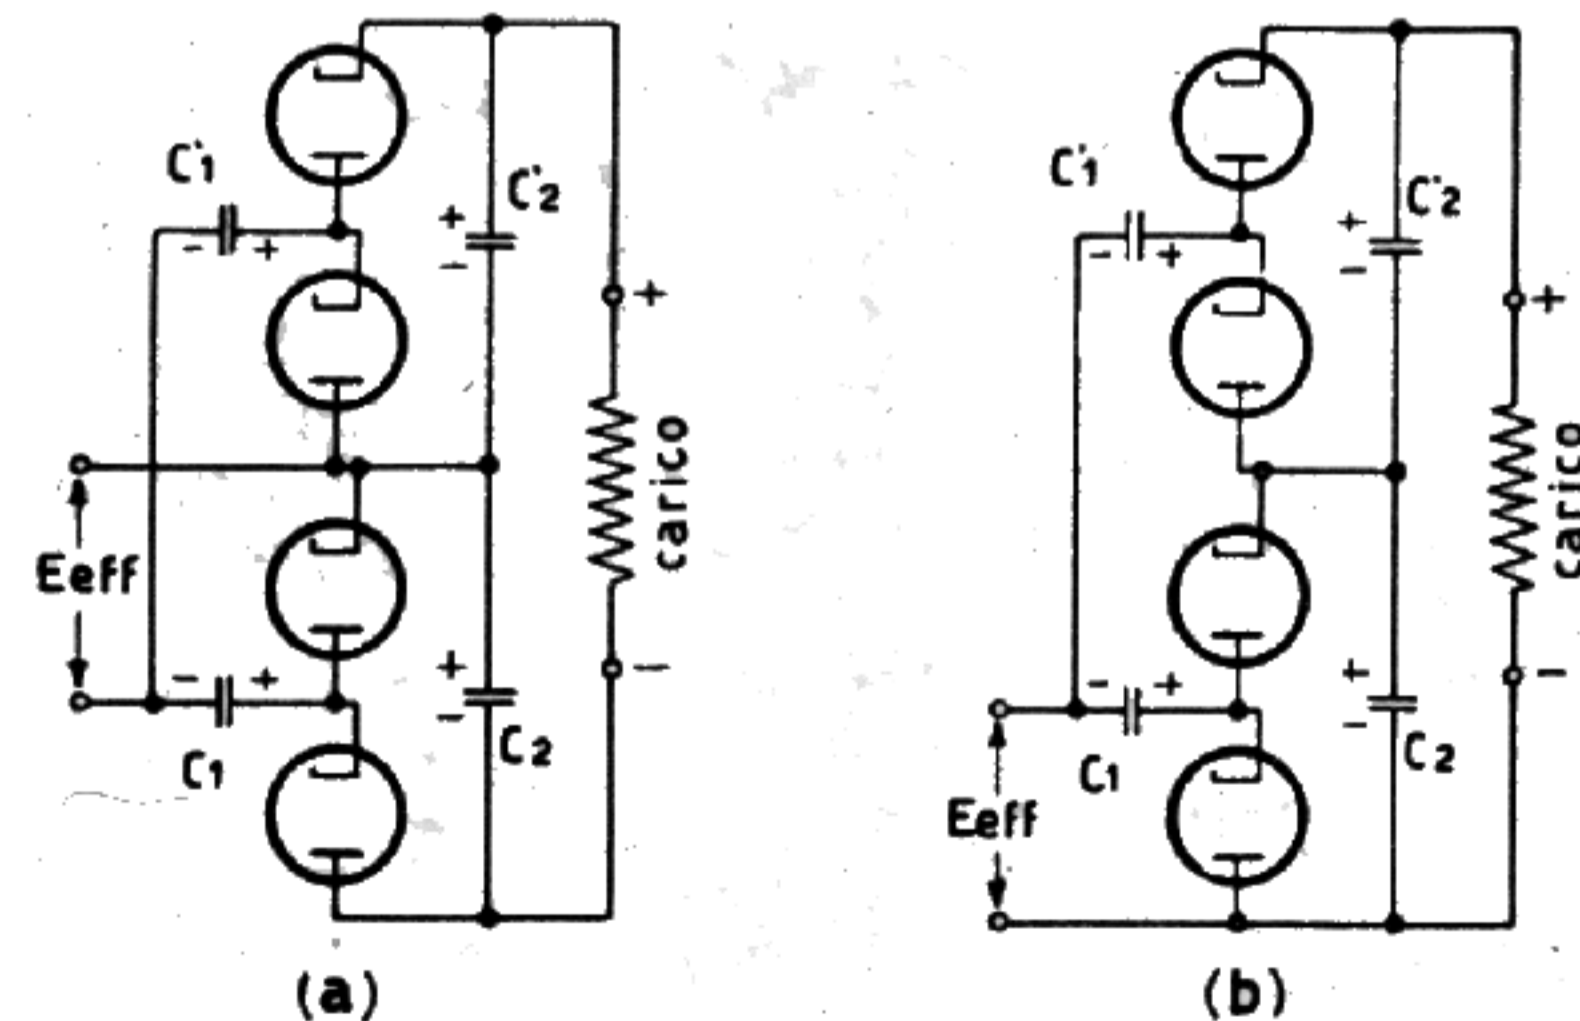 C'1
C'2
- +
+
-
+
carico
Eeff
- +
+
-
-
C1
C2
(a)
C'1
C'2
- +
+
-
+
carico
- +
+
-
-
C1
C2
Eeff
(b)